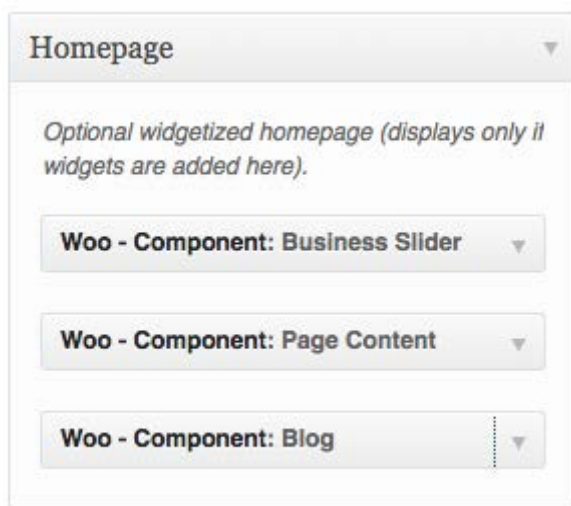 Homepage
Optional widgetized homepage (displays only if
widgets are added here).
Woo - Component: Business Slider
Woo - Component: Page Content
Woo - Component: Blog